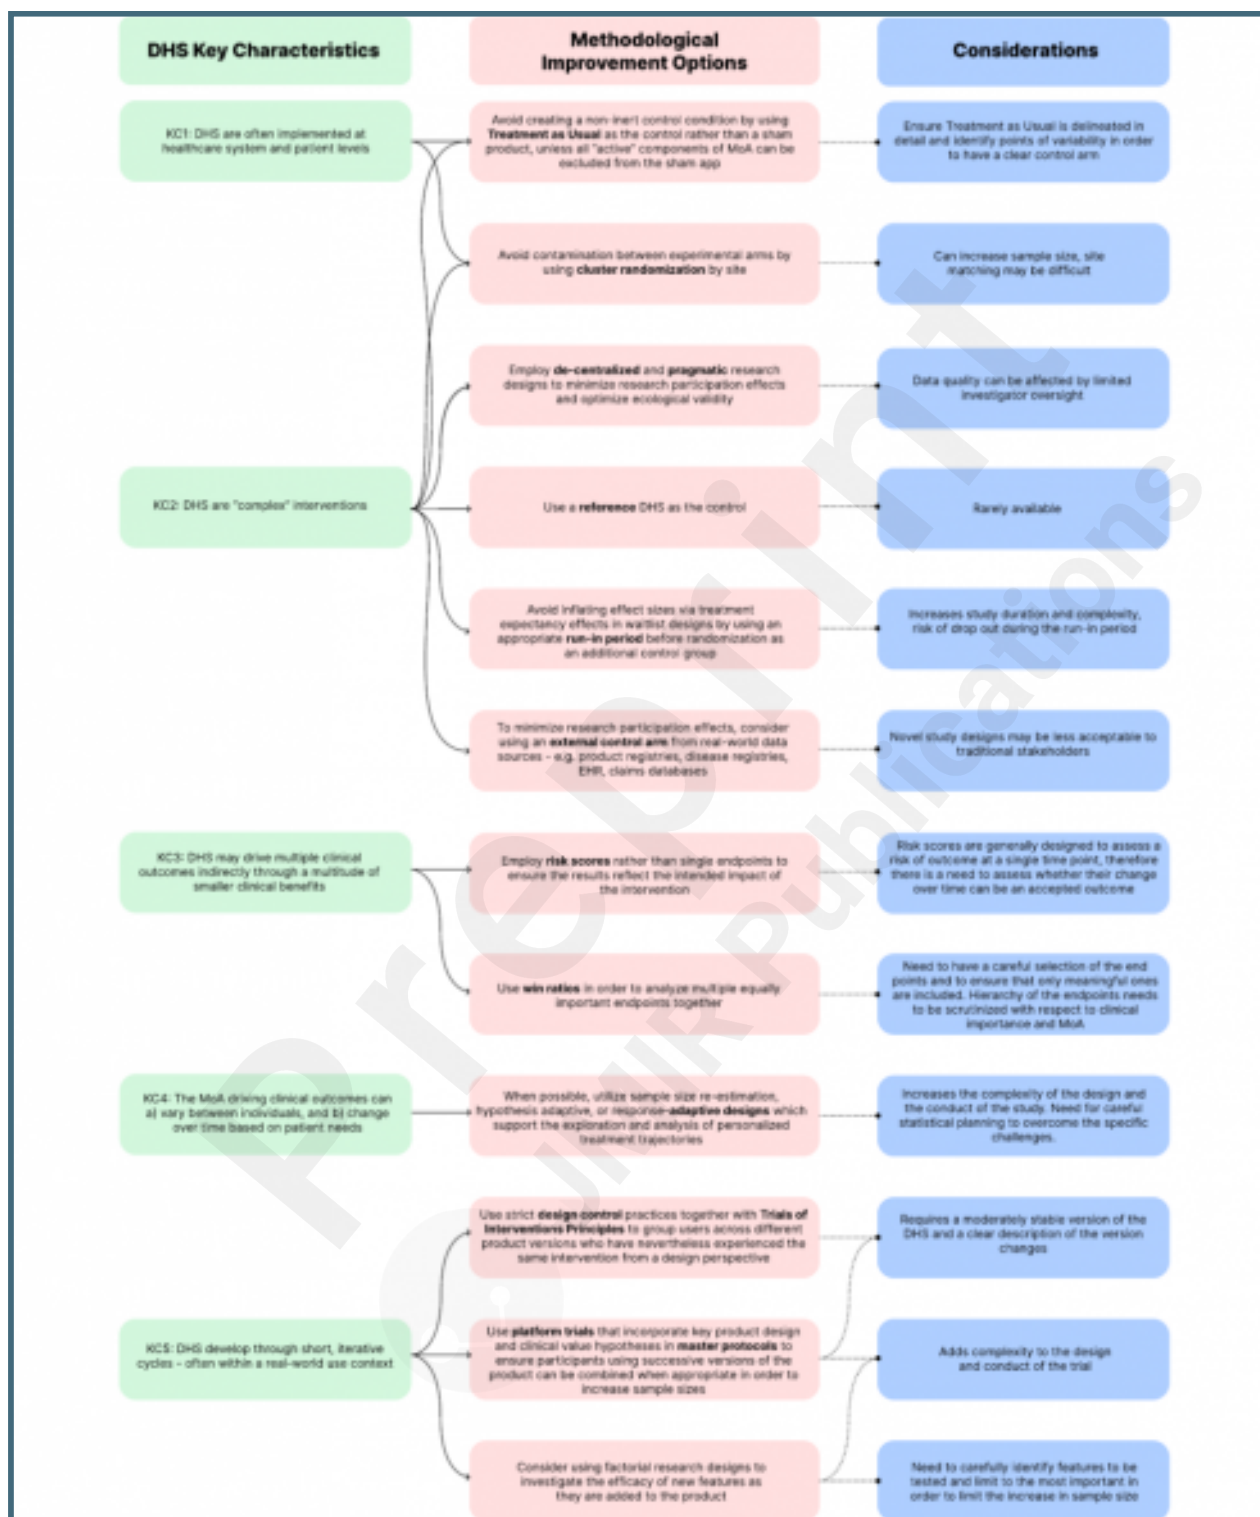 DHS Key Characteristics
Methodological
Improvement Options
Considerations
KC1: DHS are often implemented at
healthcare system and patient levels
Avoid creating a non-inert control condition by using
Treatment as Usual as the control rather than a sham
product, unless all "active" components of MoA can be
excluded from the sham app
Ensure Treatment as Usual is delineated in
detail and identify points of variability in order
to have a clear control arm
Avoid contamination between experimental arms by
using cluster randomization by site
Can increase sample size, site
matching may be difficult
Employ de-centralized and pragmatic research
designs to minimize research participation effects
and optimize ecological validity
Data quality can be affected by limited
investigator oversight
KC2: DHS are "complex" interventions
Use a reference DHS as the control
Rarely available
Avoid inflating effect sizes via treatment
expectancy effects in waitlist designs by using an
appropriate run-in period before randomization as
an additional control group
Increases study duration and complexity,
risk of drop out during the run-in period
To minimize research participation effects, consider
using an external control arm from real-world data
sources - e.g. product registries, disease registries,
EHR, claims databases
Novel study designs may be less acceptable to
traditional stakeholders
KC3: DHS may drive multiple clinical
outcomes indirectly through a multitude of
smaller clinical benefits
Employ risk scores rather than single endpoints to
ensure the results reflect the intended impact of
the intervention
Risk scores are generally designed to assess a
risk of outcome at a single time point, therefore
there is a need to assess whether their change
over time can be an accepted outcome
Use win ratios in order to analyze multiple equally
important endpoints together
Need to have a careful selection of the end
points and to ensure that only meaningful ones
are included. Hierarchy of the endpoints needs
to be scrutinized with respect to clinical
importance and MoA
KC4: The MoA driving clinical outcomes can
a) vary between individuals, and b) change
over time based on patient needs
When possible, utilize sample size re-estimation,
hypothesis adaptive, or response-adaptive designs which
support the exploration and analysis of personalized
treatment trajectories
Increases the complexity of the design and
the conduct of the study. Need for careful
statistical planning to overcome the specific
challenges.
Use strict design control practices together with Trials of
Interventions Principles to group users across different
product versions who have nevertheless experienced the
same intervention from a design perspective
Requires a moderately stable version of the
DHS and a clear description of the version
changes
KC5: DHS develop through short, iterative
cycles - often within a real-world use context
Use platform trials that incorporate key product design
and clinical value hypotheses in master protocols to
ensure participants using successive versions of the
product can be combined when appropriate in order to
increase sample sizes
Adds complexity to the design
and conduct of the trial
Consider using factorial research designs to
investigate the efficacy of new features as
they are added to the product
Need to carefully identify features to be
tested and limit to the most important in
order to limit the increase in sample size
Preprint
JMIR Publications